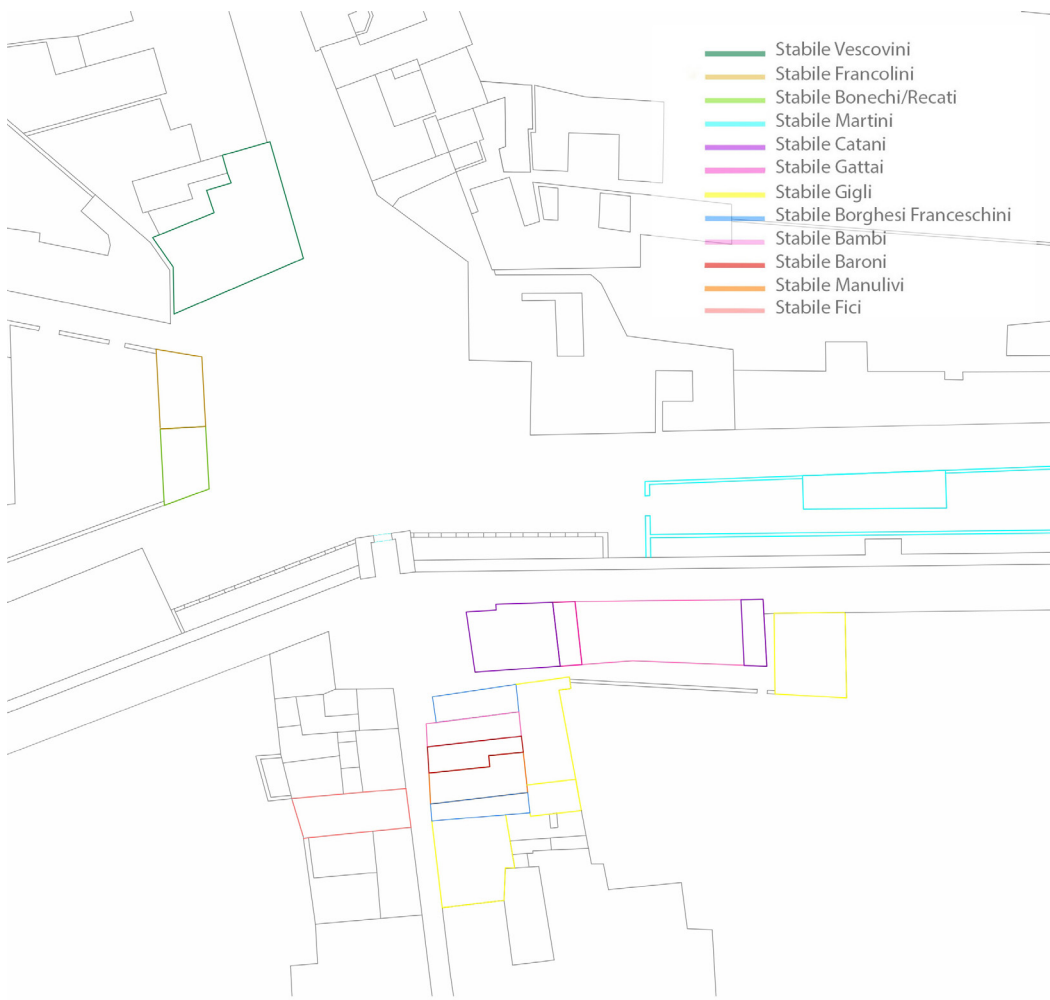 Stabile Vescovini
Stabile Francolini
Stabile Bonechi/Recati
Stabile Martini
Stabile Catani
Stabile Gattai
Stabile Gigli
Stabile Borghesi Franceschini
Stabile Bambi
Stabile Baroni
Stabile Manulivi
Stabile Fici